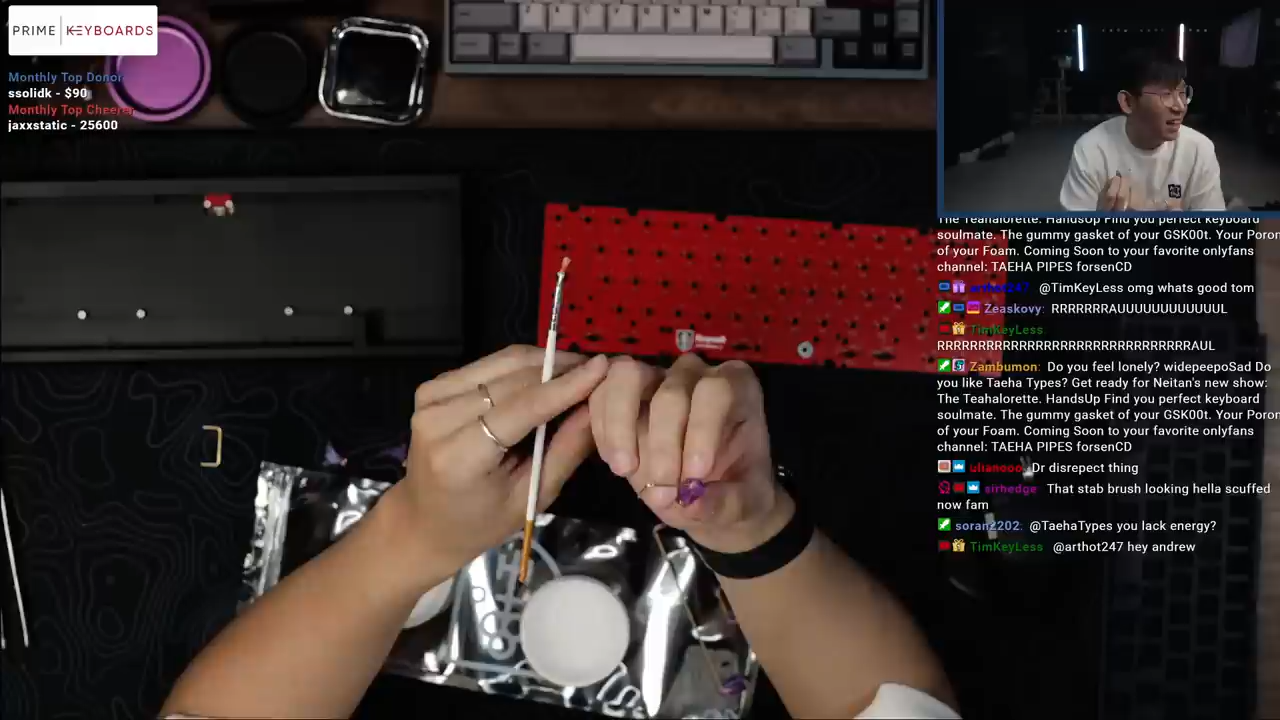 PRIME | KEYBOARDS
Monthly Top Donor
ssolidk - $90
Monthly Top Cheerer
jaxxstatic - 25600
The Teahalorette. HandsUp Find you perfect keyboard
soulmate. The gummy gasket of your GSK00t. Your Poron
of your Foam. Coming Soon to your favorite onlyfans
channel: TAEHA PIPES forsenCD
arthot247 @TimKeyLess omg whats good tom
Zeaskovy: RRRRRRRAUUUUUUUUUUUUL
TimKeyLess
RRRRRRRRRRRRRRRRRRRRRRRRRRRRRRAUL
Zambumon: Do you feel lonely? widepeepoSad Do
you like Taeha Types? Get ready for Neitan's new show:
The Teahalorette. HandsUp Find you perfect keyboard
soulmate. The gummy gasket of your GSK00t. Your Poron
of your Foam. Coming Soon to your favorite onlyfans
channel: TAEHA PIPES forsenCD
ulianooo: Dr disrepect thing
sirhedge That stab brush looking hella scuffed
now fam
soran2202: @TaehaTypes you lack energy?
TimKeyLess @arthot247 hey andrew